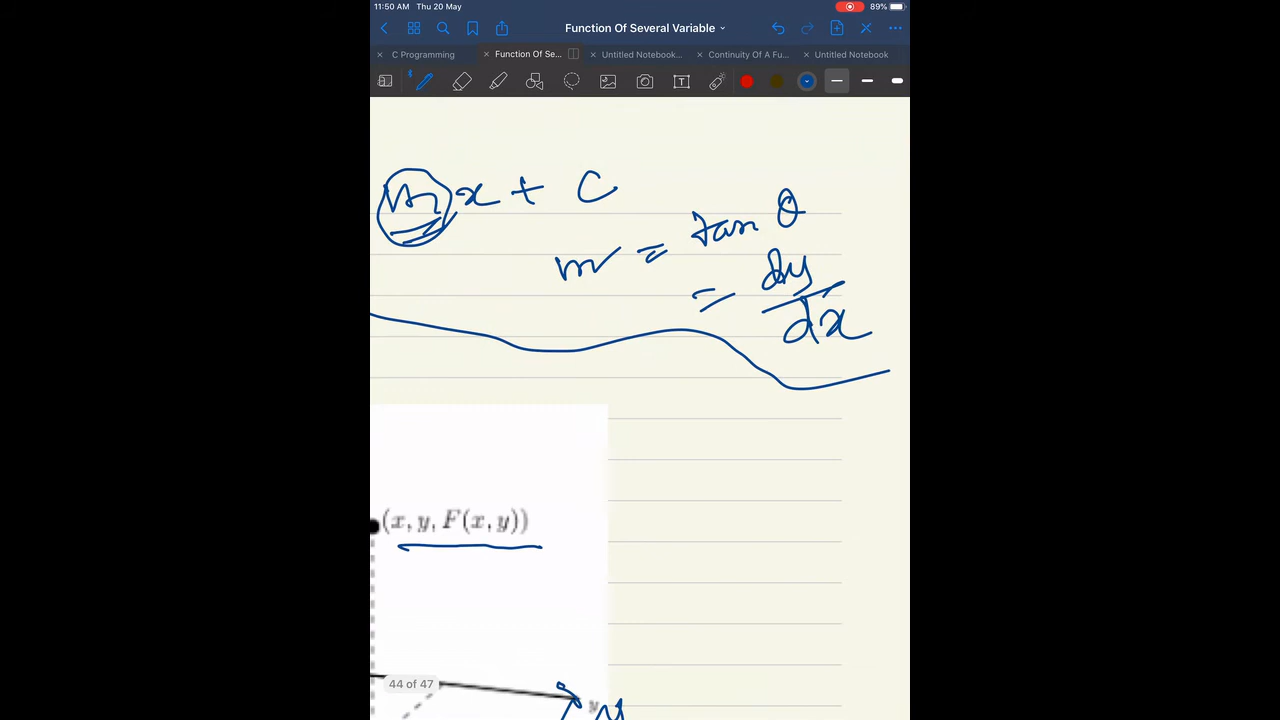 11:50 AM Thu 20 May 89%
Function Of Several Variable
C Programming Function Of Se... Untitled Notebook... Continuity Of A Fu... Untitled Notebook
T
m x + C
m = tan θ
= dy/dx
(x, y, F(x, y))
44 of 47
y y